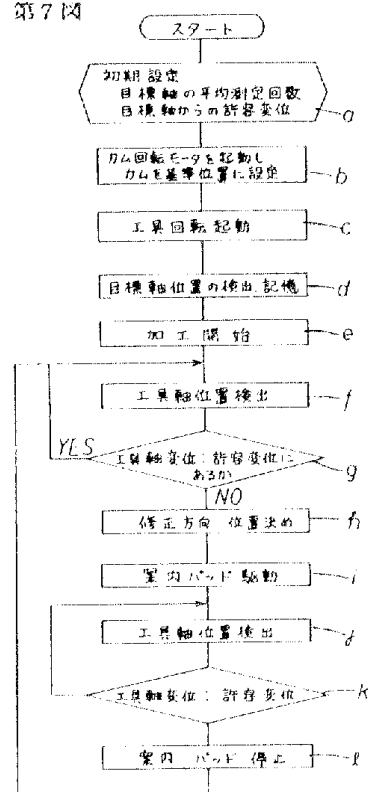 第7図
スタート
初期設定
目標軸の平均測定回数
目標軸からの許容変位
a
カム回転モータを起動し
カムを基準位置に設定
b
工具回転起動
c
目標軸位置の検出、記憶
d
加工開始
e
工具軸位置検出
f
YES
工具軸変位:許容変位に
あるか
g
NO
修正方向 位置決め
h
案内パッド駆動
i
工具軸位置検出
j
工具軸変位:許容変位
k
案内 パッド 停止
l